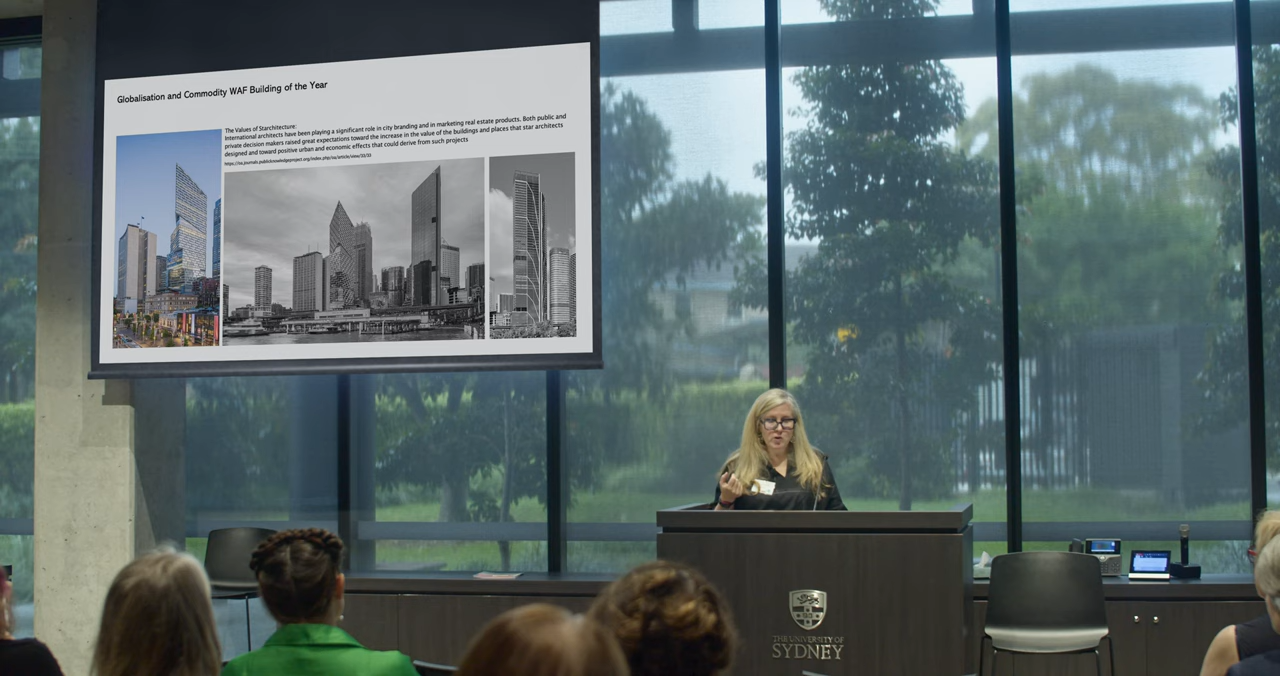 Globalisation and Commodity WAF Building of the Year
The Values of Starchitecture:
International architects have been playing a significant role in city branding and in marketing real estate products. Both public and
private decision makers raised great expectations toward the increase in the value of the buildings and places that star architects
designed and toward positive urban and economic effects that could derive from such projects
THE UNIVERSITY OF
SYDNEY